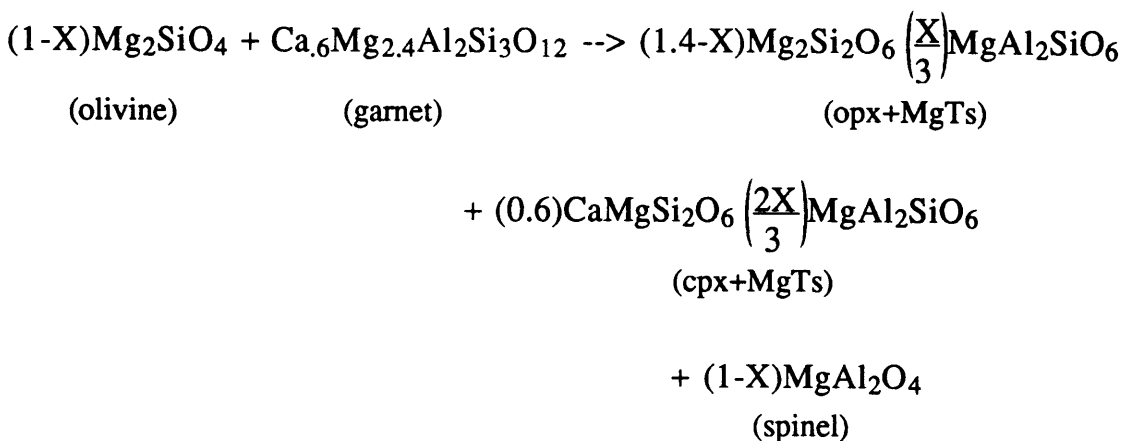 (1-X)Mg₂SiO₄ + Ca.₆Mg₂.₄Al₂Si₃O₁₂ --> (1.4-X)Mg₂Si₂O₆ (X/3)MgAl₂SiO₆
(olivine) (garnet) (opx+MgTs)
+ (0.6)CaMgSi₂O₆ (2X/3)MgAl₂SiO₆
(cpx+MgTs)
+ (1-X)MgAl₂O₄
(spinel)